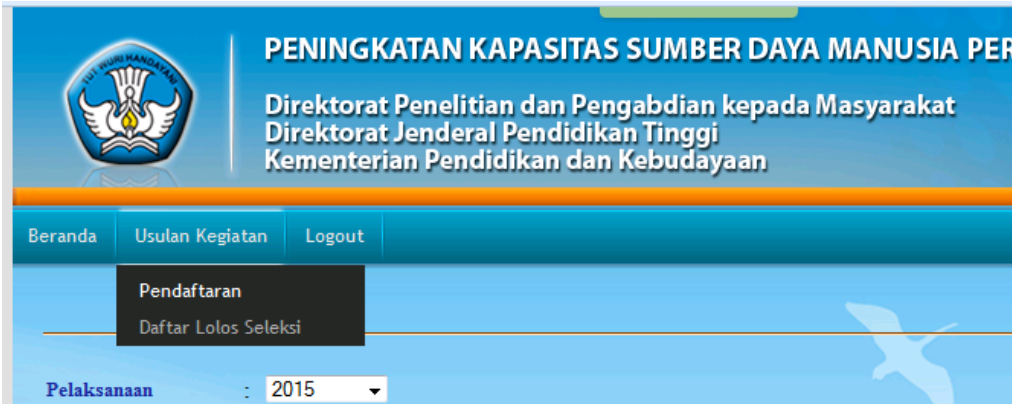 TUT WURI HANDAYANI
PENINGKATAN KAPASITAS SUMBER DAYA MANUSIA PER
Direktorat Penelitian dan Pengabdian kepada Masyarakat
Direktorat Jenderal Pendidikan Tinggi
Kementerian Pendidikan dan Kebudayaan
Beranda Usulan Kegiatan Logout
Pendaftaran
Daftar Lolos Seleksi
Pelaksanaan : 2015